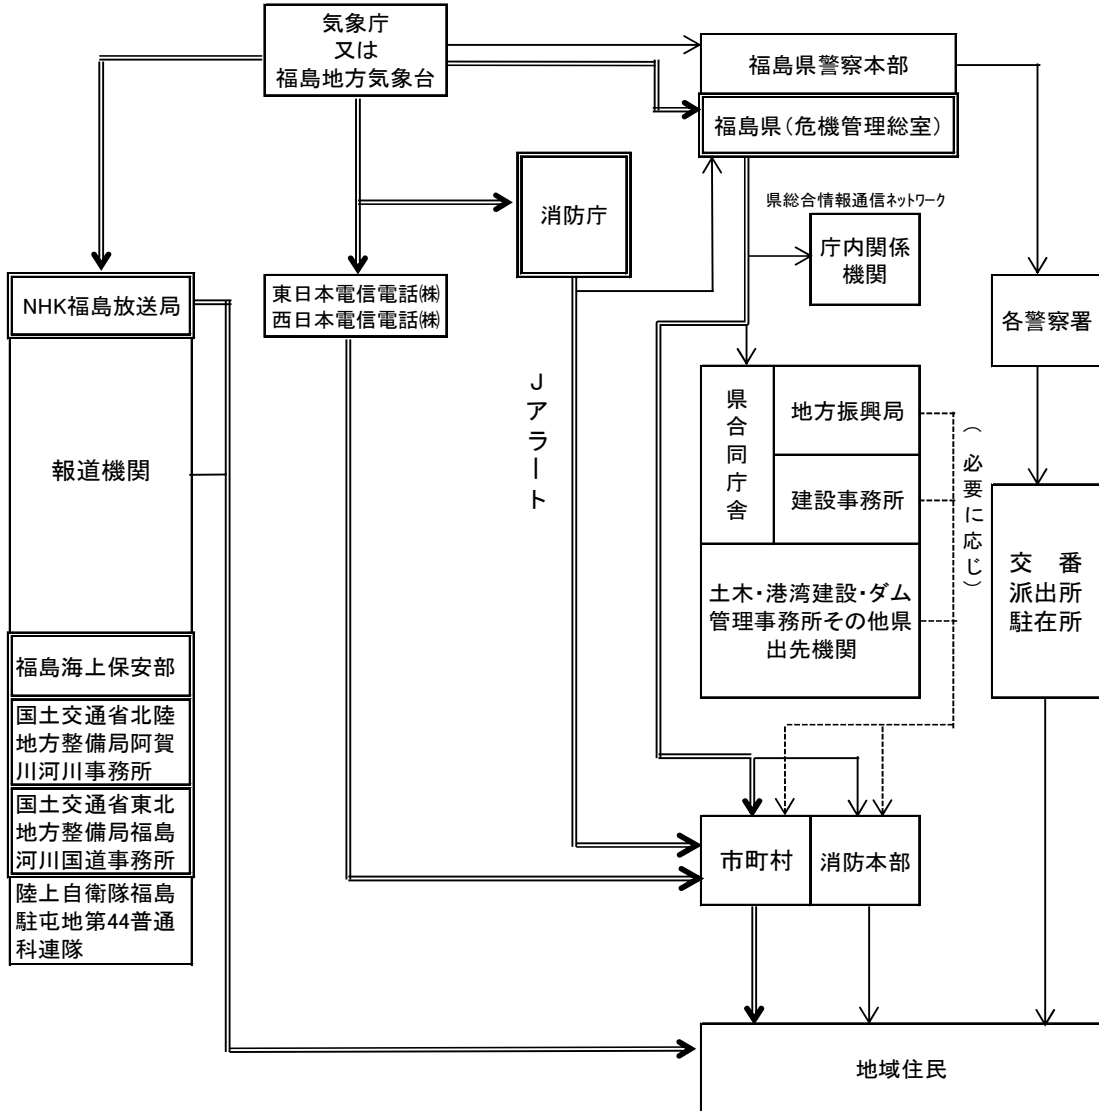 気象庁
又は
福島地方気象台
福島県警察本部
福島県(危機管理総室)
消防庁
県総合情報通信ネットワーク
庁内関係
機関
NHK福島放送局
東日本電信電話㈱
西日本電信電話㈱
各警察署
Jアラート
県合同庁舎
地方振興局
建設事務所
(必要に応じ)
報道機関
土木・港湾建設・ダム
管理事務所その他県
出先機関
交 番
派出所
駐在所
福島海上保安部
国土交通省北陸
地方整備局阿賀
川河川事務所
国土交通省東北
地方整備局福島
河川国道事務所
陸上自衛隊福島
駐屯地第44普通
科連隊
市町村
消防本部
地域住民